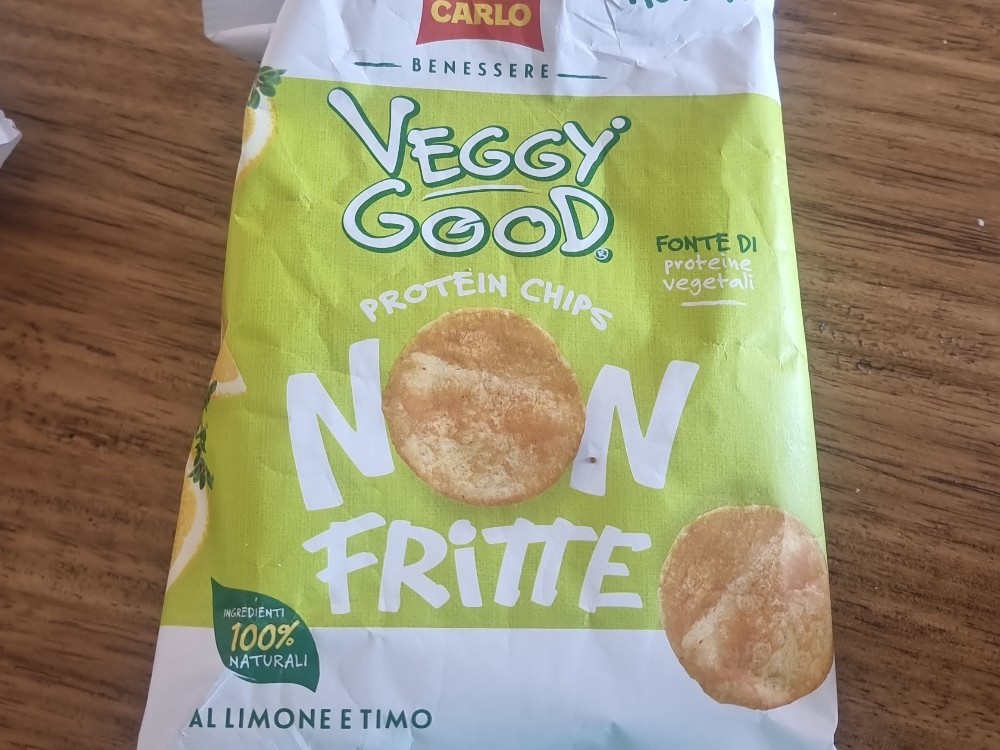 CARLO
BENESSERE
VEGGY
GOOD®
FONTE DI
proteine
vegetali
PROTEIN CHIPS
NON
FRITTE
INGREDIENTI
100%
NATURALI
AL LIMONE E TIMO